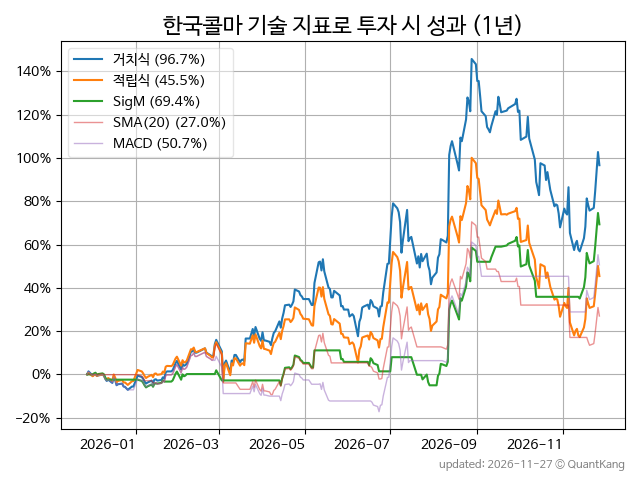 한국콜마 기술 지표로 투자 시 성과 (1년)
거치식 (96.7%)
적립식 (45.5%)
SigM (69.4%)
SMA(20) (27.0%)
MACD (50.7%)
140%
120%
100%
80%
60%
40%
20%
0%
−20%
2026-01
2026-03
2026-05
2026-07
2026-09
2026-11
updated: 2026-11-27 © QuantKang